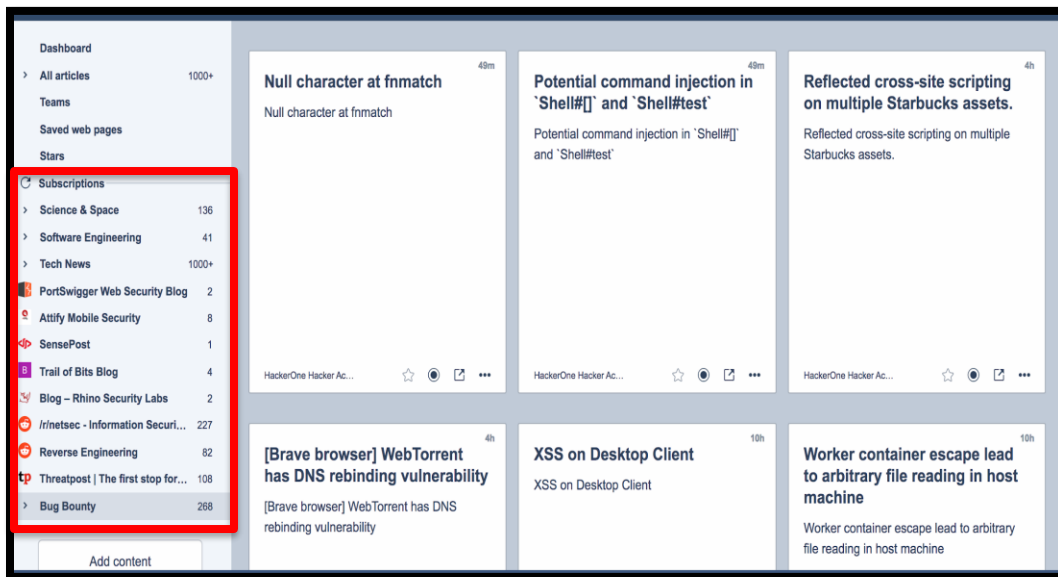 Dashboard
All articles 1000+
Teams
Saved web pages
Stars
Subscriptions
Science & Space 136
Software Engineering 41
Tech News 1000+
PortSwigger Web Security Blog 2
Attify Mobile Security 8
SensePost 1
B Trail of Bits Blog 4
Blog – Rhino Security Labs 2
/r/netsec - Information Securi... 227
Reverse Engineering 82
tp Threatpost | The first stop for... 108
Bug Bounty 268
Add content
49m
Null character at fnmatch
Null character at fnmatch
HackerOne Hacker Ac...
49m
Potential command injection in
`Shell#[]` and `Shell#test`
Potential command injection in `Shell#[]`
and `Shell#test`
HackerOne Hacker Ac...
4h
Reflected cross-site scripting
on multiple Starbucks assets.
Reflected cross-site scripting on multiple
Starbucks assets.
HackerOne Hacker Ac...
4h
[Brave browser] WebTorrent
has DNS rebinding vulnerability
[Brave browser] WebTorrent has DNS
rebinding vulnerability
10h
XSS on Desktop Client
XSS on Desktop Client
10h
Worker container escape lead
to arbitrary file reading in host
machine
Worker container escape lead to arbitrary
file reading in host machine